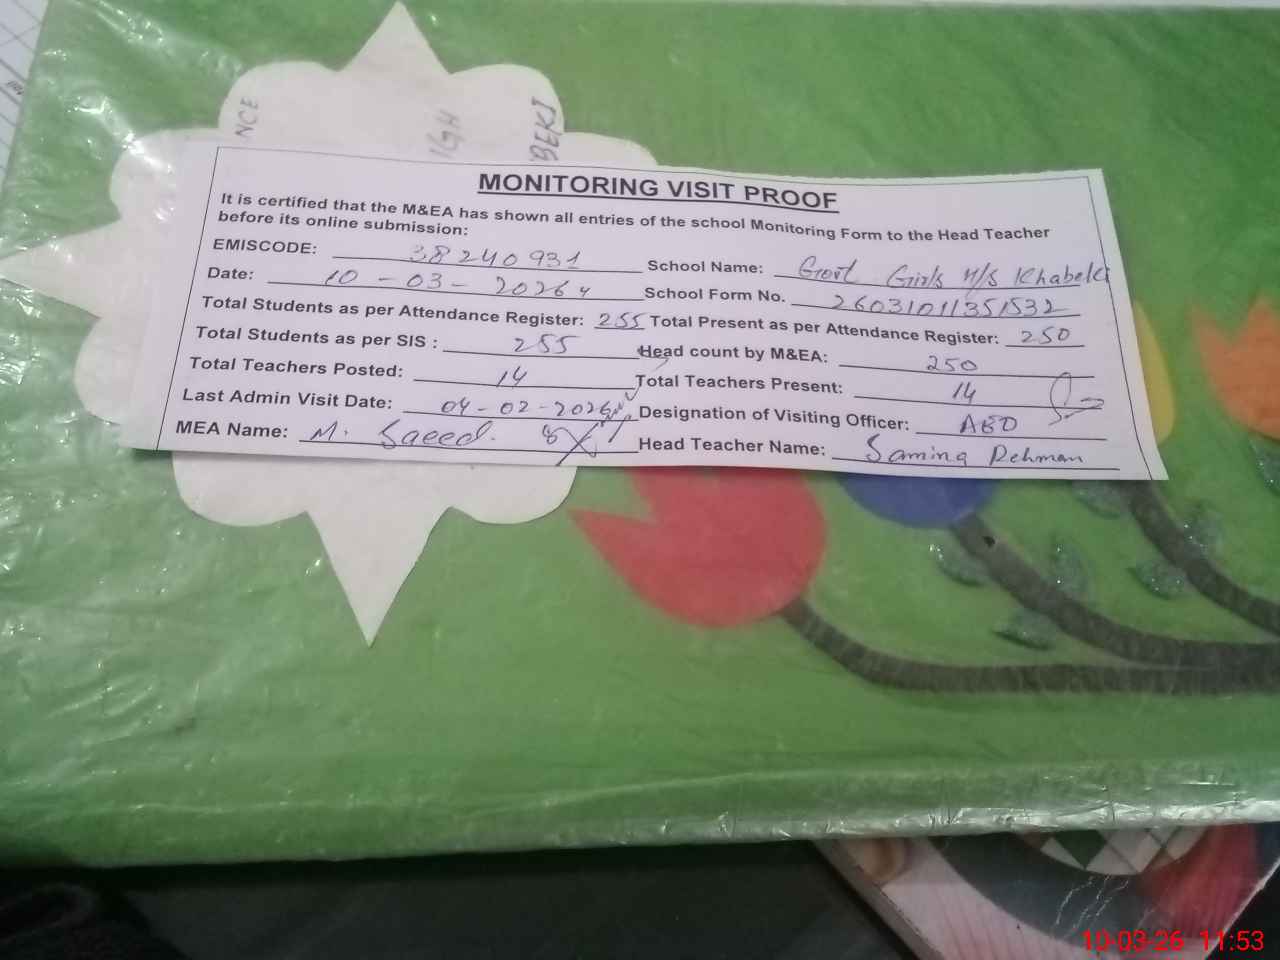 NCE
IGH
BEKI
MONITORING VISIT PROOF
It is certified that the M&EA has shown all entries of the school Monitoring Form to the Head Teacher
before its online submission:
EMISCODE: 38240931 School Name: Govt Girls H/S Khabeki
Date: 10-03-2026 School Form No. 26031011351532
Total Students as per Attendance Register: 255 Total Present as per Attendance Register: 250
Total Students as per SIS : 255 Head count by M&EA: 250
Total Teachers Posted: 14 Total Teachers Present: 14
Last Admin Visit Date: 04-02-2026 Designation of Visiting Officer: AEO
MEA Name: M. Saeed. Head Teacher Name: Samina Rehman
10-03-26 11:53